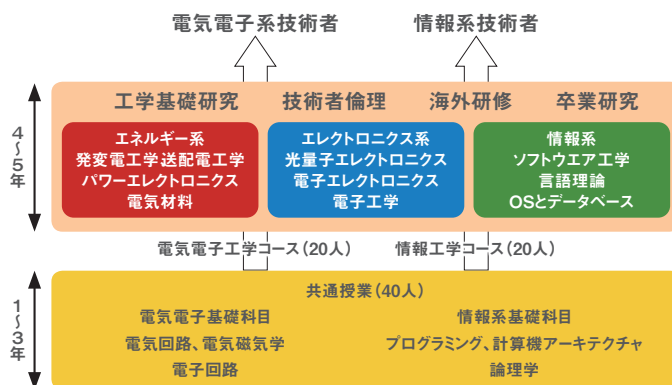 電気電子系技術者
情報系技術者
4～5年
工学基礎研究
技術者倫理
海外研修
卒業研究
エネルギー系
発変電工学送配電工学
パワーエレクトロニクス
電気材料
エレクトロニクス系
光量子エレクトロニクス
電子エレクトロニクス
電子工学
情報系
ソフトウエア工学
言語理論
OSとデータベース
電気電子工学コース（20人）
情報工学コース（20人）
1～3年
共通授業（40人）
電気電子基礎科目
電気回路、電気磁気学
電子回路
情報系基礎科目
プログラミング、計算機アーキテクチャ
論理学